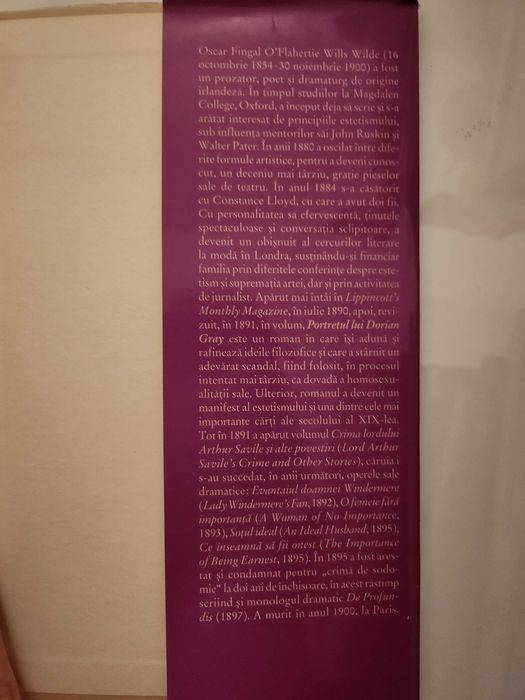 Oscar Fingal O'Flahertie Wills Wilde (16
octombrie 1854–30 noiembrie 1900) a fost
un prozator, poet și dramaturg de origine
irlandeză. În timpul studiilor la Magdalen
College, Oxford, a început deja să scrie și s-a
arătat interesat de principiile estetismului,
sub influența mentorilor săi John Ruskin și
Walter Pater. În anii 1880 a oscilat între dife-
rite formule artistice, pentru a deveni cunos-
cut, un deceniu mai târziu, grație pieselor
sale de teatru. În anul 1884 s-a căsătorit
cu Constance Lloyd, cu care a avut doi fii.
Cu personalitatea sa efervescentă, ținutele
spectaculoase și conversația sclipitoare, a
devenit un obișnuit al cercurilor literare
la modă în Londra, susținându-și financiar
familia prin diferitele conferințe despre este-
tism și supremația artei, dar și prin activitatea
de jurnalist. Apărut mai întâi în Lippincott's
Monthly Magazine, în iulie 1890, apoi, revi-
zuit, în 1891, în volum, Portretul lui Dorian
Gray este un roman în care își adună și
rafinează ideile filozofice și care a stârnit un
adevărat scandal, fiind folosit, în procesul
intentat mai târziu, ca dovadă a homosexu-
alității sale. Ulterior, romanul a devenit un
manifest al estetismului și una dintre cele mai
importante cărți ale secolului al XIX-lea.
Tot în 1891 a apărut volumul Crima lordului
Arthur Savile și alte povestiri (Lord Arthur
Savile's Crime and Other Stories), căruia i
s-au succedat, în anii următori, operele sale
dramatice: Evantaiul doamnei Windermere
(Lady Windermere's Fan, 1892), O femeie fără
importanță (A Woman of No Importance,
1893), Soțul ideal (An Ideal Husband, 1895),
Ce înseamnă să fii onest (The Importance
of Being Earnest, 1895). În 1895 a fost ares-
tat și condamnat pentru „crimă de sodo-
mie” la doi ani de închisoare, în acest răstimp
scriind și monologul dramatic De Profun-
dis (1897). A murit în anul 1900, la Paris.